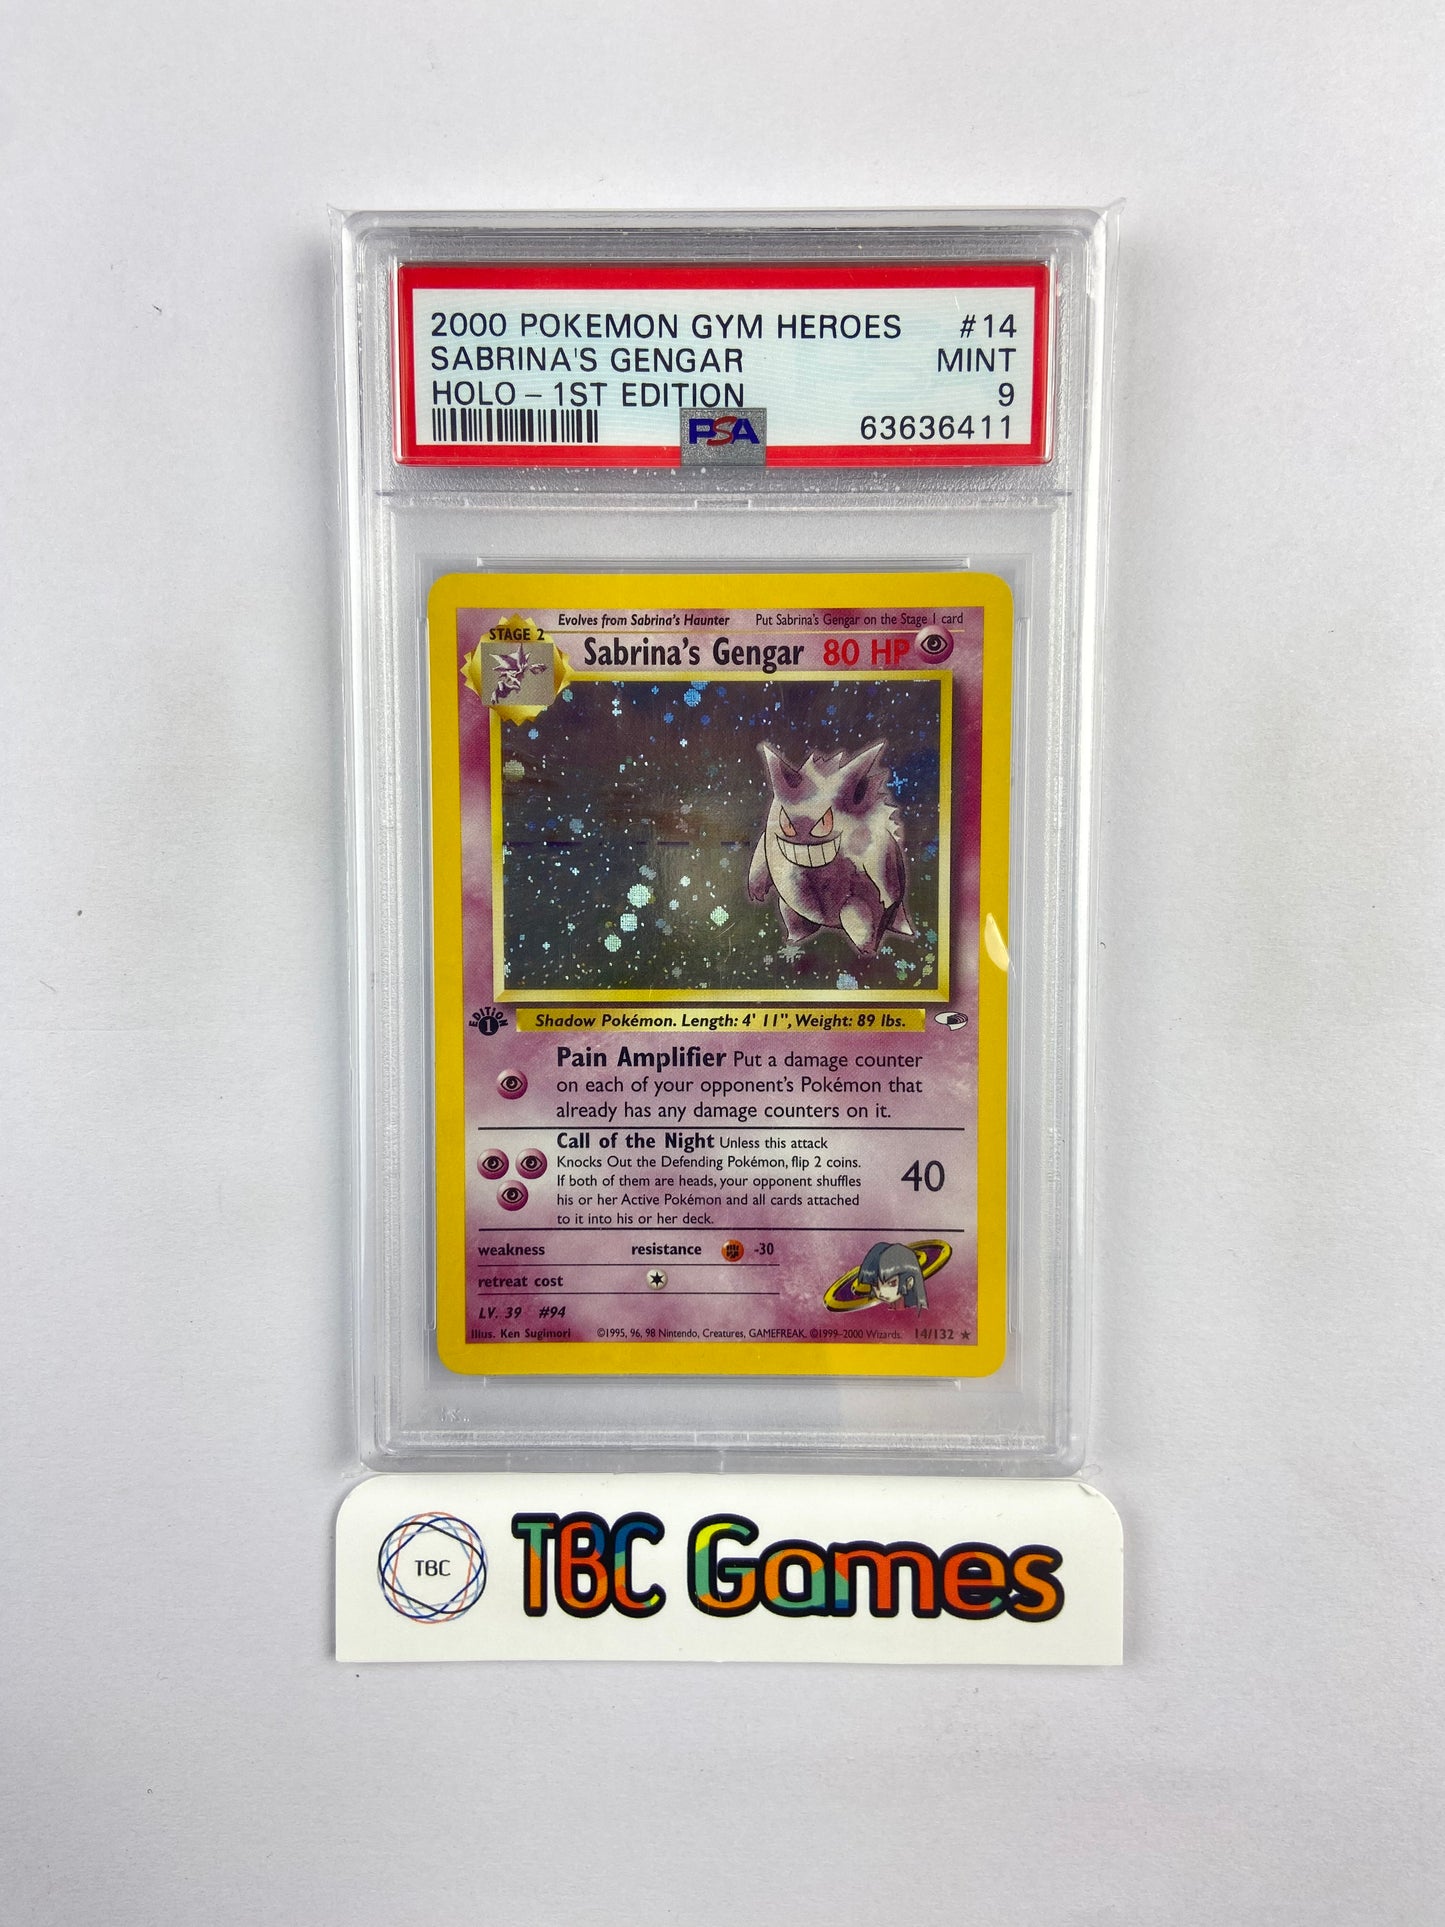 2000 POKEMON GYM HEROES #14
SABRINA'S GENGAR MINT
HOLO – 1ST EDITION 9
PSA 63636411
Evolves from Sabrina's Haunter Put Sabrina's Gengar on the Stage 1 card
STAGE 2
Sabrina's Gengar 80 HP
EDITION
1
Shadow Pokémon. Length: 4' 11", Weight: 89 lbs.
Pain Amplifier Put a damage counter
on each of your opponent's Pokémon that
already has any damage counters on it.
Call of the Night Unless this attack
Knocks Out the Defending Pokémon, flip 2 coins.
If both of them are heads, your opponent shuffles
his or her Active Pokémon and all cards attached
to it into his or her deck.
40
weakness resistance -30
retreat cost
LV. 39 #94
Illus. Ken Sugimori ©1995, 96, 98 Nintendo, Creatures, GAMEFREAK. ©1999-2000 Wizards. 14/132 ★
TBC
TBC Games